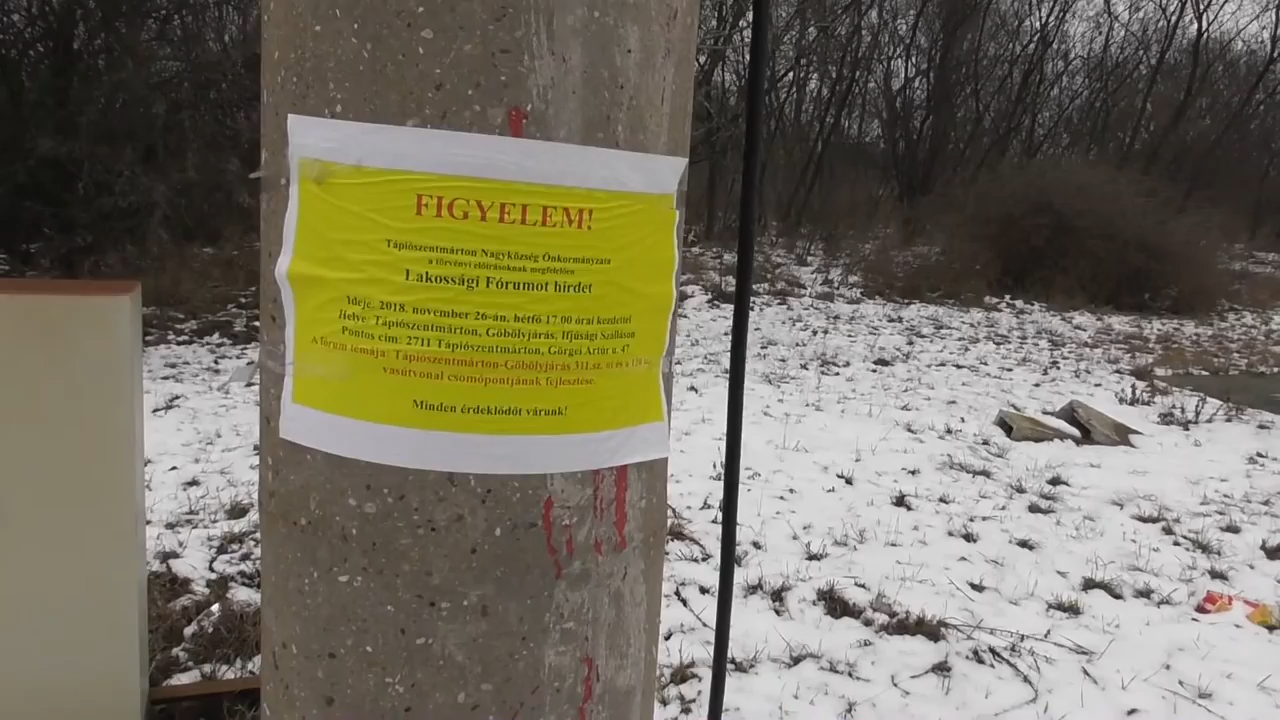 FIGYELEM!
Tápiószentmárton Nagyközség Önkormányzata
a törvényi előírásoknak megfelelően
Lakossági Fórumot hirdet
Ideje: 2018. november 26-án, hétfő 17.00 órai kezdettel
Helye: Tápiószentmárton, Göbölyjárás, Ifjúsági Szálláson
Pontos cím: 2711 Tápiószentmárton, Görgei Artúr u. 47
A fórum témája: Tápiószentmárton-Göbölyjárás 311.sz. út és a
vasútvonal csomópontjának fejlesztése.
Minden érdeklődőt várunk!